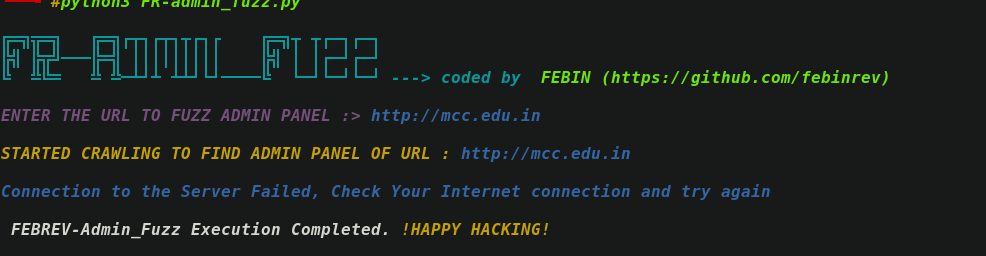 #python3 FR-admin_fuzz.py
FR-Admin_Fuzz ---> coded by FEBIN (https://github.com/febinrev)
ENTER THE URL TO FUZZ ADMIN PANEL :> http://mcc.edu.in
STARTED CRAWLING TO FIND ADMIN PANEL OF URL : http://mcc.edu.in
Connection to the Server Failed, Check Your Internet connection and try again
FEBREV-Admin_Fuzz Execution Completed. !HAPPY HACKING!